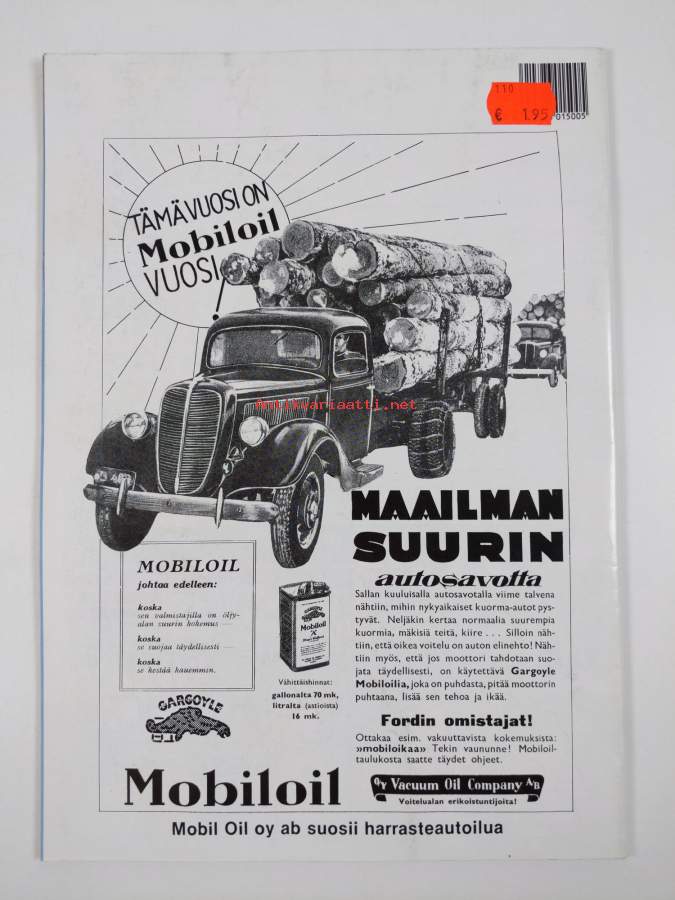 110
€ 1.95
015005
TÄMÄ VUOSI ON
Mobiloil
VUOSI
Antikvariaatti.net
MAAILMAN
SUURIN
autosavotta
MOBILOIL
johtaa edelleen:
koska
sen valmistajilla on öljy-
alan suurin kokemus —
koska
se suojaa täydellisesti —
koska
se kestää kauemmin.
GARGOYLE
Mobiloil
Vähittäishinnat:
gallonalta 70 mk,
litralta (astioista)
16 mk.
GARGOYLE
Sallan kuuluisalla autosavotalla viime talvena
nähtiin, mihin nykyaikaiset kuorma-autot pys-
tyvät. Neljäkin kertaa normaalia suurempia
kuormia, mäkisiä teitä, kiire . . . Silloin näh-
tiin, että oikea voitelu on auton elinehto! Näh-
tiin myös, että jos moottori tahdotaan suo-
jata täydellisesti, on käytettävä Gargoyle
Mobiloilia, joka on puhdasta, pitää moottorin
puhtaana, lisää sen tehoa ja ikää.
Fordin omistajat!
Ottakaa esim. vakuuttavista kokemuksista:
»mobiloikaa» Tekin vaununne! Mobiloil-
taulukosta saatte täydet ohjeet.
Mobiloil
OY Vacuum Oil Company A/B
Voitelualan erikoistuntijoita!
Mobil Oil oy ab suosii harrasteautoilua